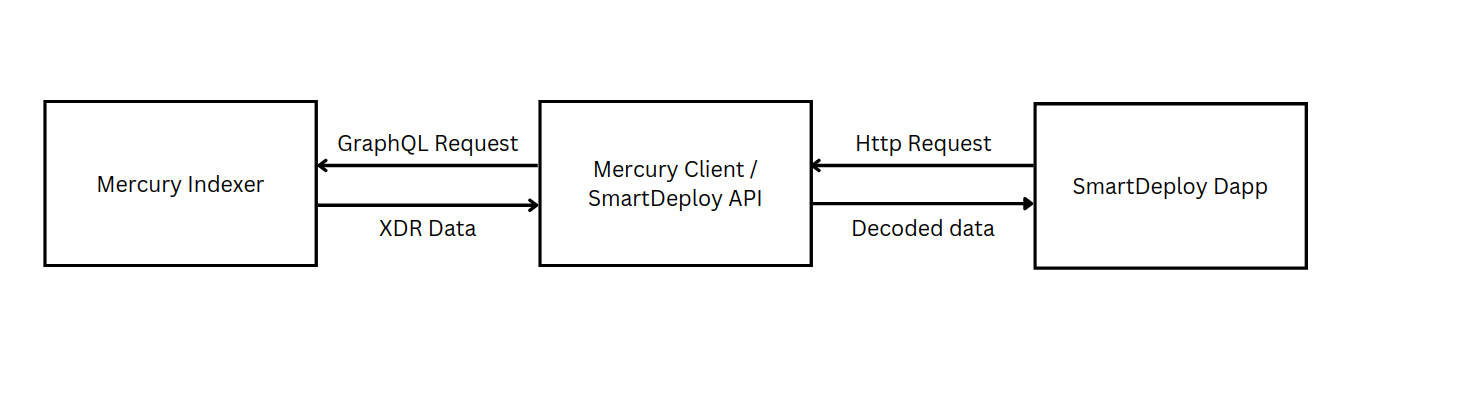 Mercury Indexer
GraphQL Request
XDR Data
Mercury Client /
SmartDeploy API
Http Request
Decoded data
SmartDeploy Dapp